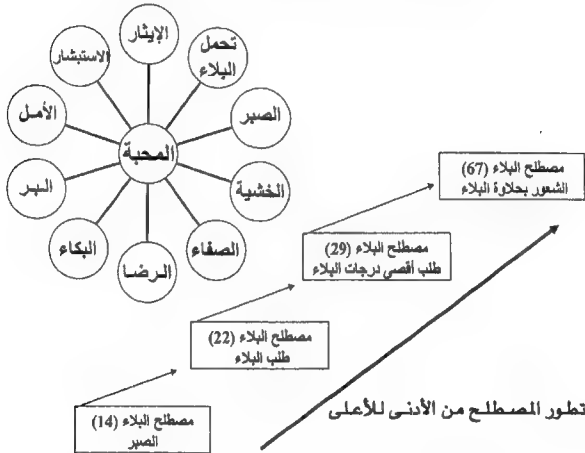 الإيثار
تحمل
البلاء
الصبر
الخشية
الصفاء
الرضا
البكاء
البر
الأمل
الاستبشار
المحبة
مصطلح البلاء (67)
الشعور بحلاوة البلاء
مصطلح البلاء (29)
طلب أقصى درجات البلاء
مصطلح البلاء (22)
طلب البلاء
مصطلح البلاء (14)
الصبر
تطور المصطلح من الأدنى للأعلى